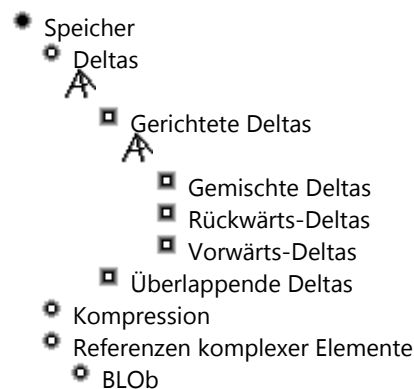 Speicher
Deltas
Gerichtete Deltas
Gemischte Deltas
Rückwärts-Deltas
Vorwärts-Deltas
Überlappende Deltas
Kompression
Referenzen komplexer Elemente
BLOb